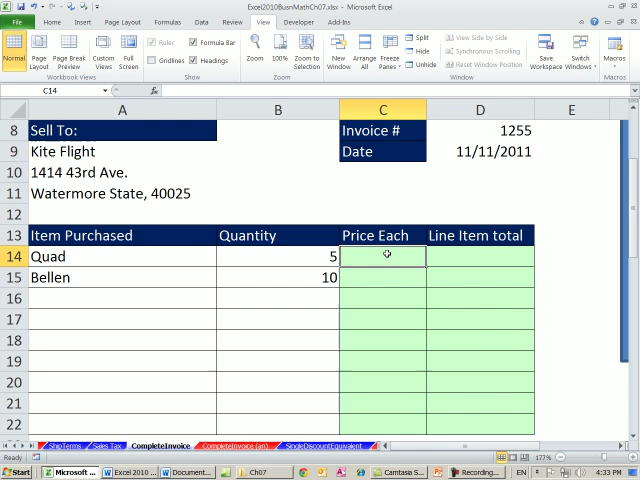 Excel2010BusnMathCh07.xlsx - Microsoft Excel
File Home Insert Page Layout Formulas Data Review View Developer Add-Ins
Normal Page Layout Page Break Preview Custom Views Full Screen
Workbook Views
Ruler Formula Bar
Gridlines Headings
Show
Zoom 100% Zoom to Selection
Zoom
New Window Arrange All Freeze Panes
Split
Hide
Unhide
View Side by Side
Synchronous Scrolling
Reset Window Position
Window
Save Workspace Switch Windows
Macros
Macros
C14 fx
A B C D E
8 Sell To: Invoice # 1255
9 Kite Flight Date 11/11/2011
10 1414 43rd Ave.
11 Watermore State, 40025
12
13 Item Purchased Quantity Price Each Line Item total
14 Quad 5
15 Bellen 10
16
17
18
19
20
21
22
ShipTerms Sales Tax CompleteInvoice CompleteInvoice (an) SingleDiscountEquivalent
Ready 177%
Start Microsoft ... Excel 2010 ... Document... Ch07 Camtasia S... Recording... EN 4:33 PM